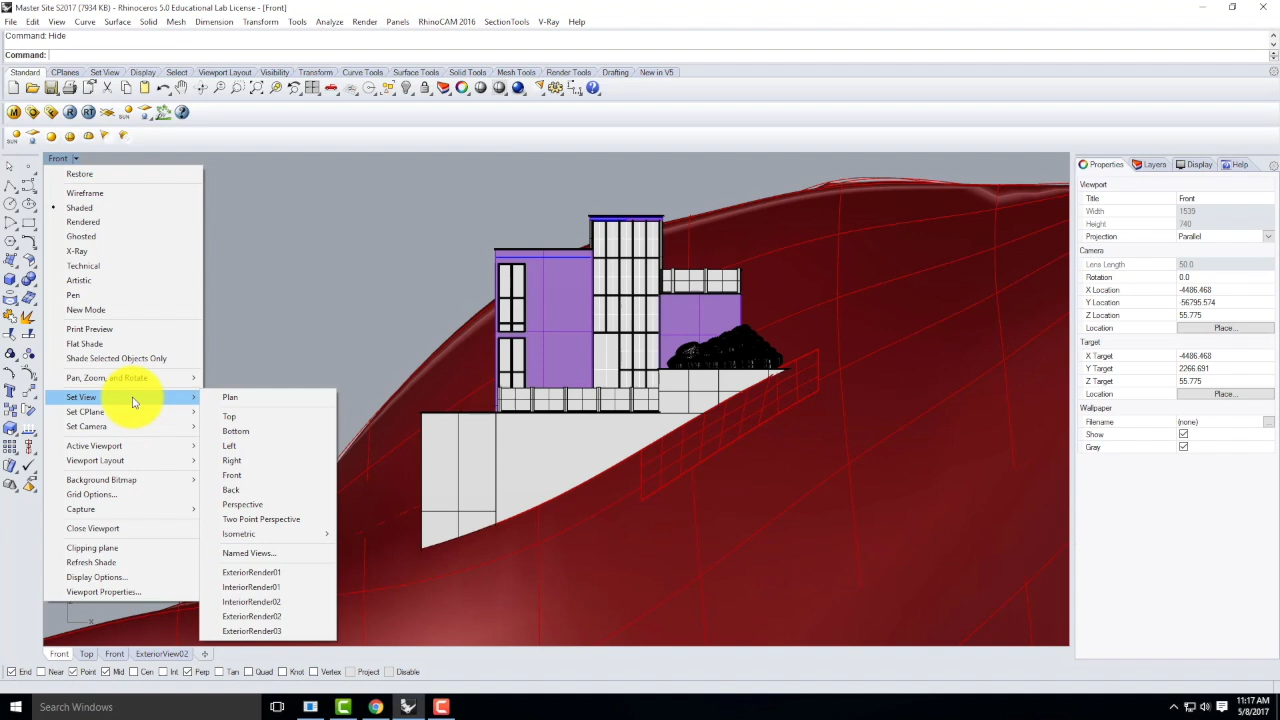 Master Site S2017 (7934 KB) - Rhinoceros 5.0 Educational Lab License - [Front]
File Edit View Curve Surface Solid Mesh Dimension Transform Tools Analyze Render Panels RhinoCAM 2016 SectionTools V-Ray Help
Command: Hide
Command:
Standard CPlanes Set View Display Select Viewport Layout Visibility Transform Curve Tools Surface Tools Solid Tools Mesh Tools Render Tools Drafting New in V5
M R RT SUN
SUN
Front
Properties Layers Display Help
Restore
Wireframe
Shaded
Rendered
Ghosted
X-Ray
Technical
Artistic
Pen
New Mode
Print Preview
Flat Shade
Shade Selected Objects Only
Pan, Zoom, and Rotate
Set View
Set CPlane
Set Camera
Active Viewport
Viewport Layout
Background Bitmap
Grid Options...
Capture
Close Viewport
Clipping plane
Refresh Shade
Display Options...
Viewport Properties...
Plan
Top
Bottom
Left
Right
Front
Back
Perspective
Two Point Perspective
Isometric
Named Views...
ExteriorRender01
InteriorRender01
InteriorRender02
ExteriorRender02
ExteriorRender03
Viewport
Title Front
Width 1539
Height 740
Projection Parallel
Camera
Lens Length 50.0
Rotation 0.0
X Location -4486.468
Y Location -56795.574
Z Location 55.775
Location Place...
Target
X Target -4486.468
Y Target 2266.691
Z Target 55.775
Location Place...
Wallpaper
Filename (none) ...
Show
Gray
x
Front Top Front ExteriorView02
End Near Point Mid Cen Int Perp Tan Quad Knot Vertex Project Disable
Search Windows
11:17 AM
5/8/2017